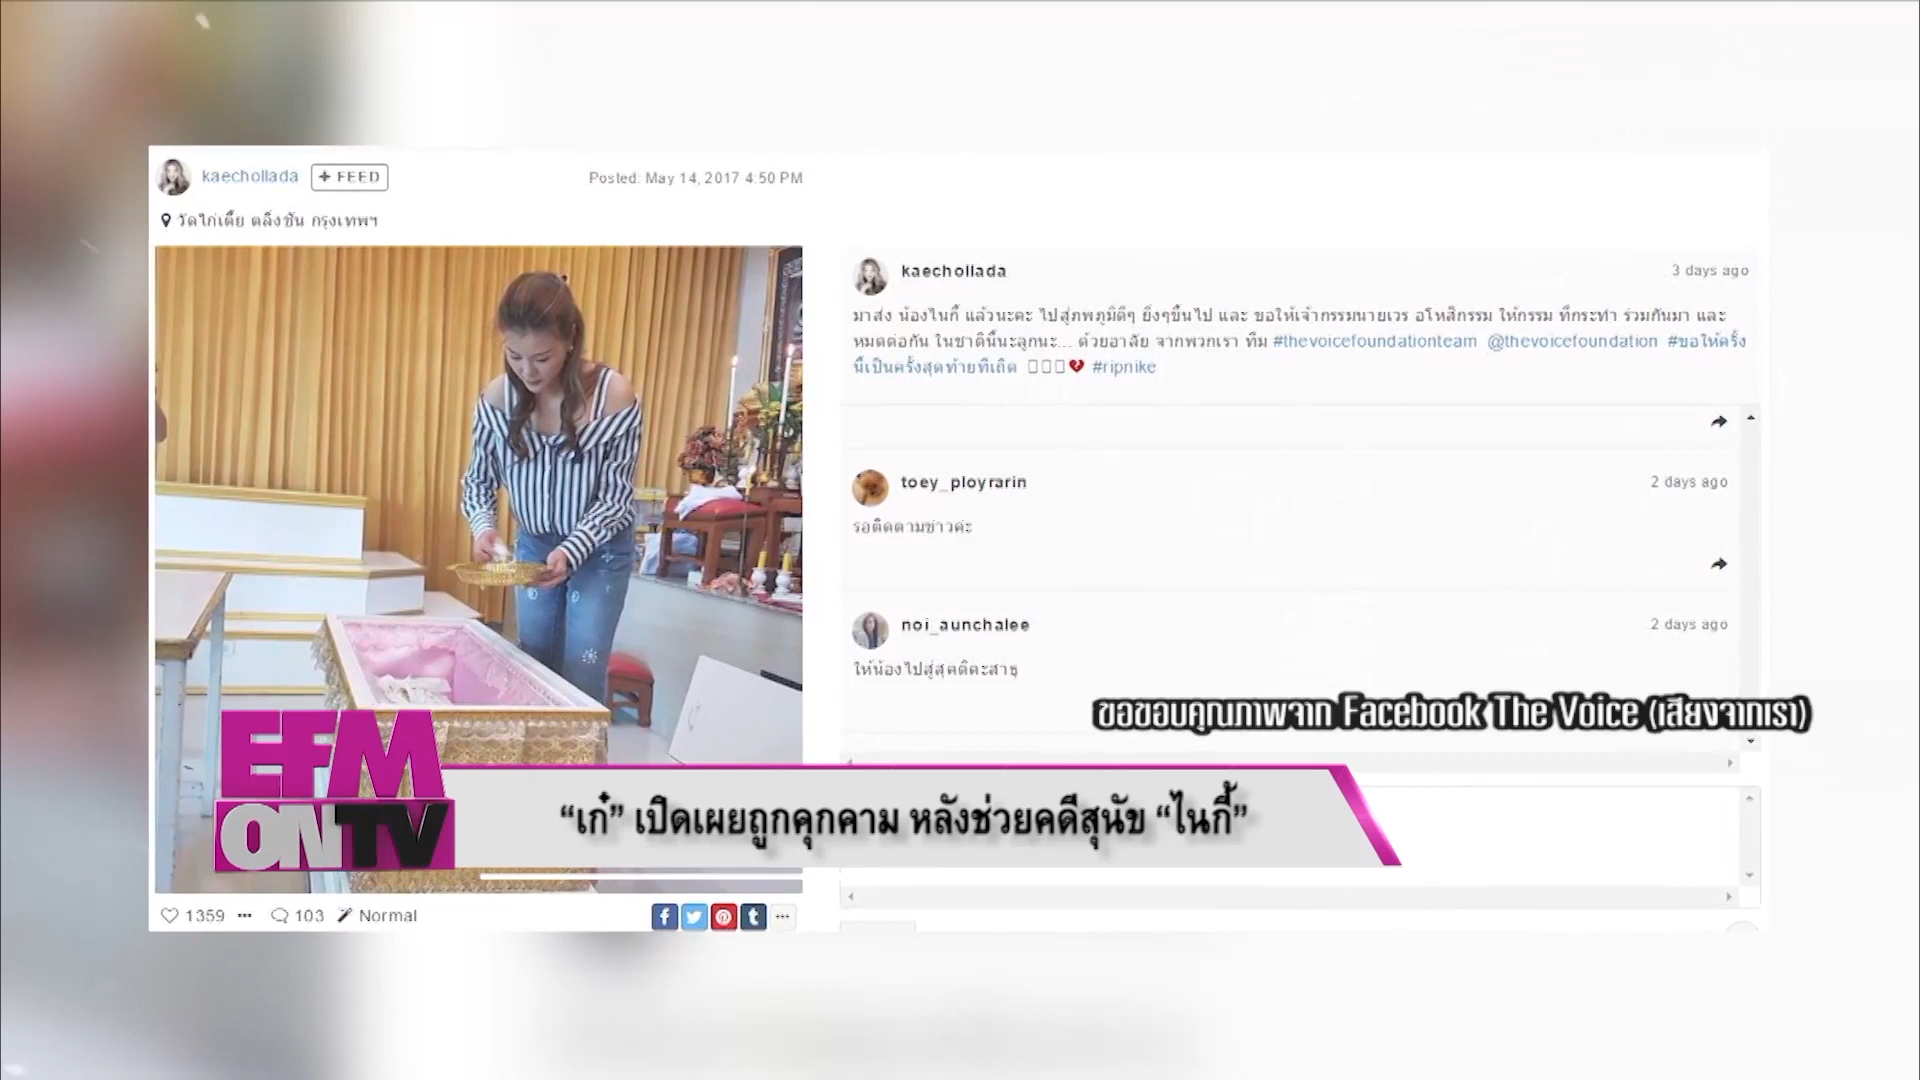 kaechollada
+ FEED
Posted: May 14, 2017 4:50 PM
วัดไก่เตี้ย ตลิ่งชัน กรุงเทพฯ
kaechollada
3 days ago
มาส่ง น้องไนกี้ แล้วนะคะ ไปสู่ภพภูมิดีๆ ยิ่งๆขึ้นไป และ ขอให้เจ้ากรรมนายเวร อโหสิกรรม ให้กรรม ที่กระทำ ร่วมกันมา และ
หมดต่อกัน ในชาตินี้นะลูกนะ... ด้วยอาลัย จากพวกเรา ทีม #thevoicefoundationteam @thevoicefoundation #ขอให้ครั้ง
นี้เป็นครั้งสุดท้ายทีเถิด #ripnike
toey_ployrarin
2 days ago
รอติดตามข่าวค่ะ
noi_aunchalee
2 days ago
ให้น้องไปสู่สุคติคะสาธุ
ขอขอบคุณภาพจาก Facebook The Voice (เสียงจากเรา)
EFM
ONTV
“เก๋” เปิดเผยถูกคุกคาม หลังช่วยคดีสุนัข “ไนกี้”
1359 ••• 103 Normal